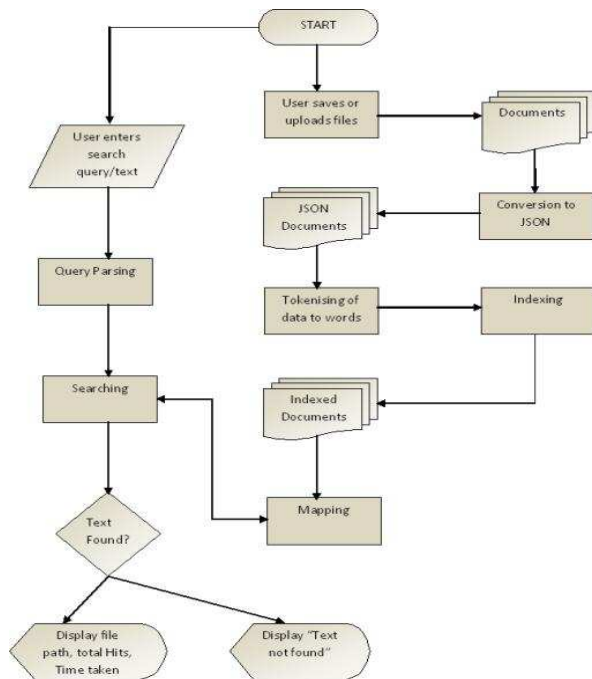 START
User saves or
uploads files
Documents
User enters
search
query/text
JSON
Documents
Conversion to
JSON
Query Parsing
Tokenising of
data to words
Indexing
Searching
Indexed
Documents
Text
Found?
Mapping
Display file
path, total Hits,
Time taken
Display “Text
not found”